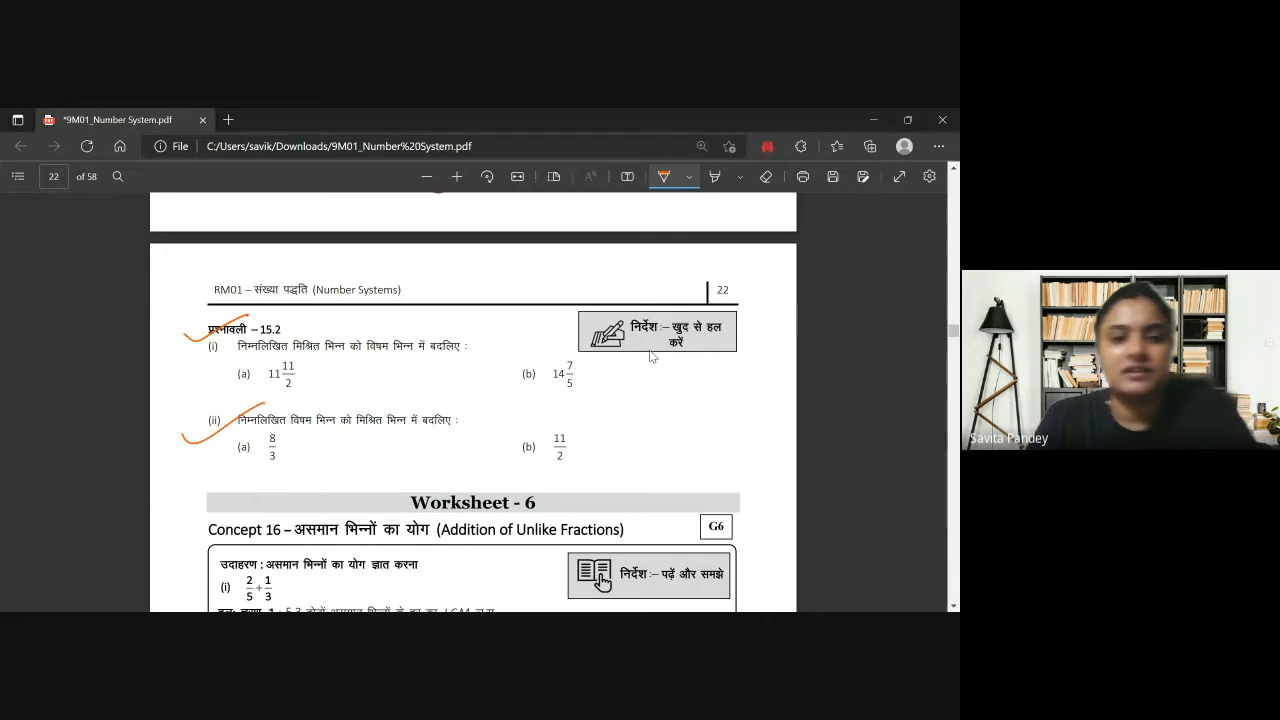 *9M01_Number System.pdf
File C:/Users/savik/Downloads/9M01_Number%20System.pdf
22 of 58
RM01 – संख्या पद्धति (Number Systems) 22
प्रश्नावली – 15.2
निर्देश :– खुद से हल करें
(i) निम्नलिखित मिश्रित भिन्न को विषम भिन्न में बदलिए :
(a) 11 11/2 (b) 14 7/5
(ii) निम्नलिखित विषम भिन्न को मिश्रित भिन्न में बदलिए :
(a) 8/3 (b) 11/2
Worksheet - 6
Concept 16 – असमान भिन्नों का योग (Addition of Unlike Fractions) G6
उदाहरण : असमान भिन्नों का योग ज्ञात करना
निर्देश :– पढ़ें और समझे
(i) 2/5 + 1/3
Savita Pandey